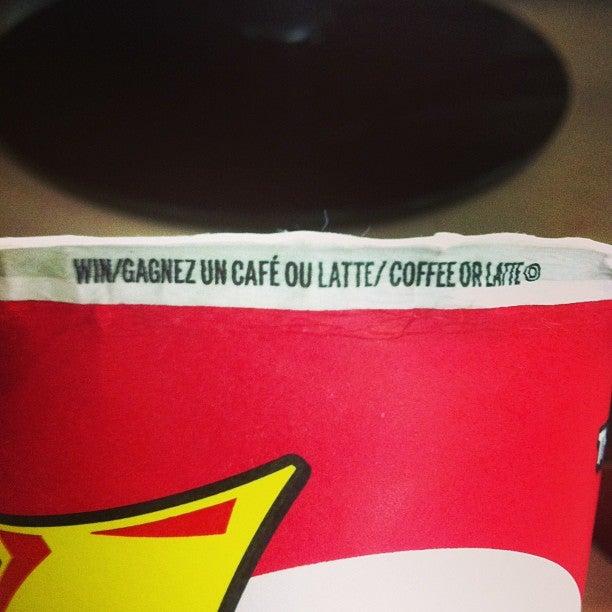 WIN/GAGNEZ UN CAFÉ OU LATTE/ COFFEE OR LATTE